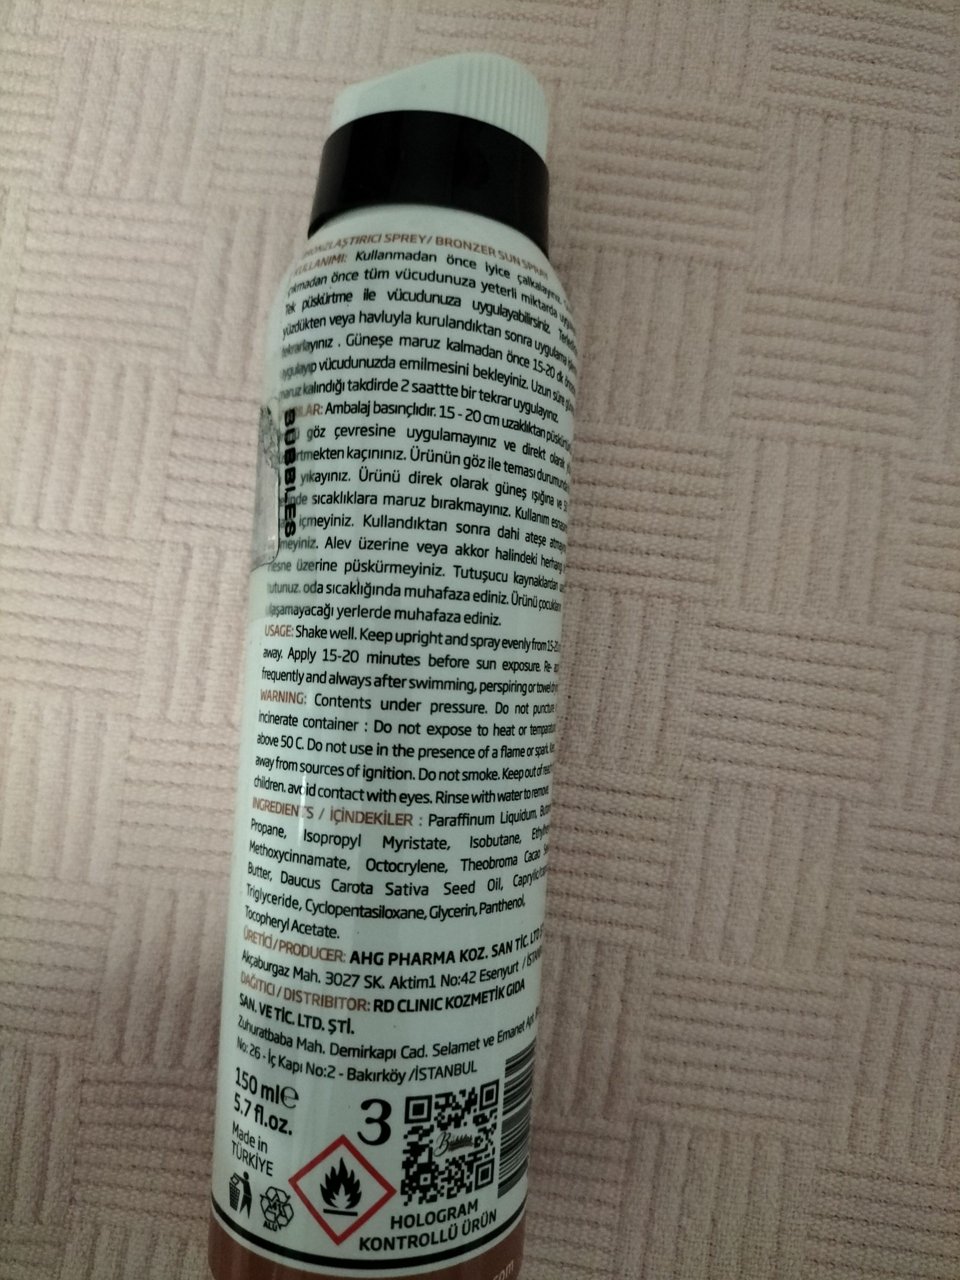 BRONZLAŞTIRICI SPREY/ BRONZER SUN SPRAY
KULLANIMI: Kullanmadan önce iyice çalkalayınız.
çıkmadan önce tüm vücudunuza yeterli miktarda
Tek püskürtme ile vücudunuza uygulayabilirsiniz.
yüzdükten veya havluyla kurulandıktan sonra uygulama
tekrarlayınız . Güneşe maruz kalmadan önce 15-20 dk
uygulayıp vücudunuzda emilmesini bekleyiniz. Uzun süre
maruz kalındığı takdirde 2 saattte bir tekrar uygulayınız.
Ambalaj basınçlıdır. 15 - 20 cm uzaklıktan
göz çevresine uygulamayınız ve direkt olarak
kaçınınız. Ürünün göz ile teması
yıkayınız. Ürünü direk olarak güneş ışığına ve
sıcaklıklara maruz bırakmayınız. Kullanım
içmeyiniz. Kullandıktan sonra dahi ateşe
Alev üzerine veya akkor halindeki
üzerine püskürmeyiniz. Tutuşucu kaynaklardan
tutunuz. oda sıcaklığında muhafaza ediniz. Ürünü
ulaşamayacağı yerlerde muhafaza ediniz.
BUBBLES
USAGE: Shake well. Keep upright and spray evenly from 15-20
away. Apply 15-20 minutes before sun exposure. Re-
frequently and always after swimming, perspiring or towel
WARNING: Contents under pressure. Do not puncture
incinerate container : Do not expose to heat or
above 50 C. Do not use in the presence of a flame or spark.
away from sources of ignition. Do not smoke. Keep out of
children. avoid contact with eyes. Rinse with water to remove
INGREDIENTS / İÇİNDEKİLER : Paraffinum Liquidum,
Propane, Isopropyl Myristate, Isobutane,
Methoxycinnamate, Octocrylene, Theobroma Cacao
Butter, Daucus Carota Sativa Seed Oil,
Triglyceride, Cyclopentasiloxane, Glycerin, Panthenol,
Tocopheryl Acetate.
ÜRETİCİ / PRODUCER: AHG PHARMA KOZ. SAN TİC. LTD
Akçaburgaz Mah. 3027 SK. Aktim1 No:42 Esenyurt
DAĞITICI / DISTRIBITOR: RD CLINIC KOZMETİK GIDA
SAN. VE TİC. LTD. ŞTİ.
Zuhuratbaba Mah. Demirkapı Cad. Selamet ve Emanet
No: 26 - İç Kapı No:2 - Bakırköy /İSTANBUL
150 ml e
5.7 fl.oz.
Made in
TÜRKİYE
3
Bubbles
41
ALU
HOLOGRAM
KONTROLLÜ ÜRÜN